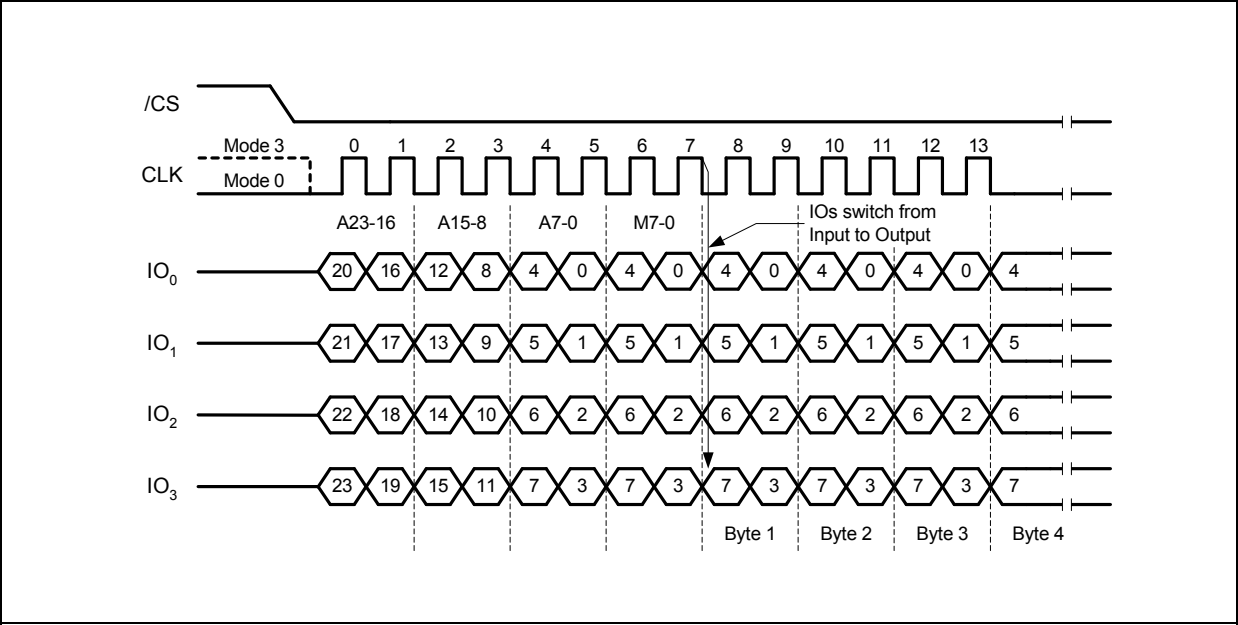 /CS
Mode 3 0 1 2 3 4 5 6 7 8 9 10 11 12 13
CLK
Mode 0
A23-16 A15-8 A7-0 M7-0
IOs switch from
Input to Output
IO0 20 16 12 8 4 0 4 0 4 0 4 0 4 0 4
IO1 21 17 13 9 5 1 5 1 5 1 5 1 5 1 5
IO2 22 18 14 10 6 2 6 2 6 2 6 2 6 2 6
IO3 23 19 15 11 7 3 7 3 7 3 7 3 7 3 7
Byte 1 Byte 2 Byte 3 Byte 4